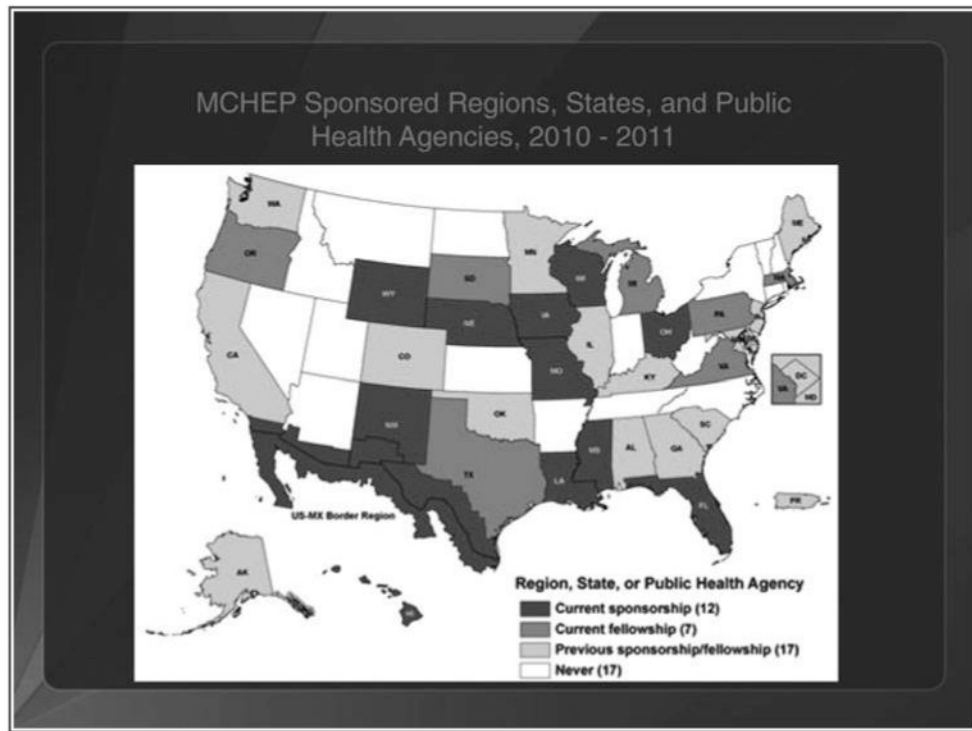 MCHEP Sponsored Regions, States, and Public
Health Agencies, 2010 - 2011
WA
OR
CA
WY
SD
NE
CO
NM
TX
OK
MN
IA
MO
WI
IL
MI
OH
KY
PA
VA
SC
AL
GA
MS
LA
FL
ME
MA
DC
VA
MD
PR
US-MX Border Region
AK
HI
Region, State, or Public Health Agency
Current sponsorship (12)
Current fellowship (7)
Previous sponsorship/fellowship (17)
Never (17)